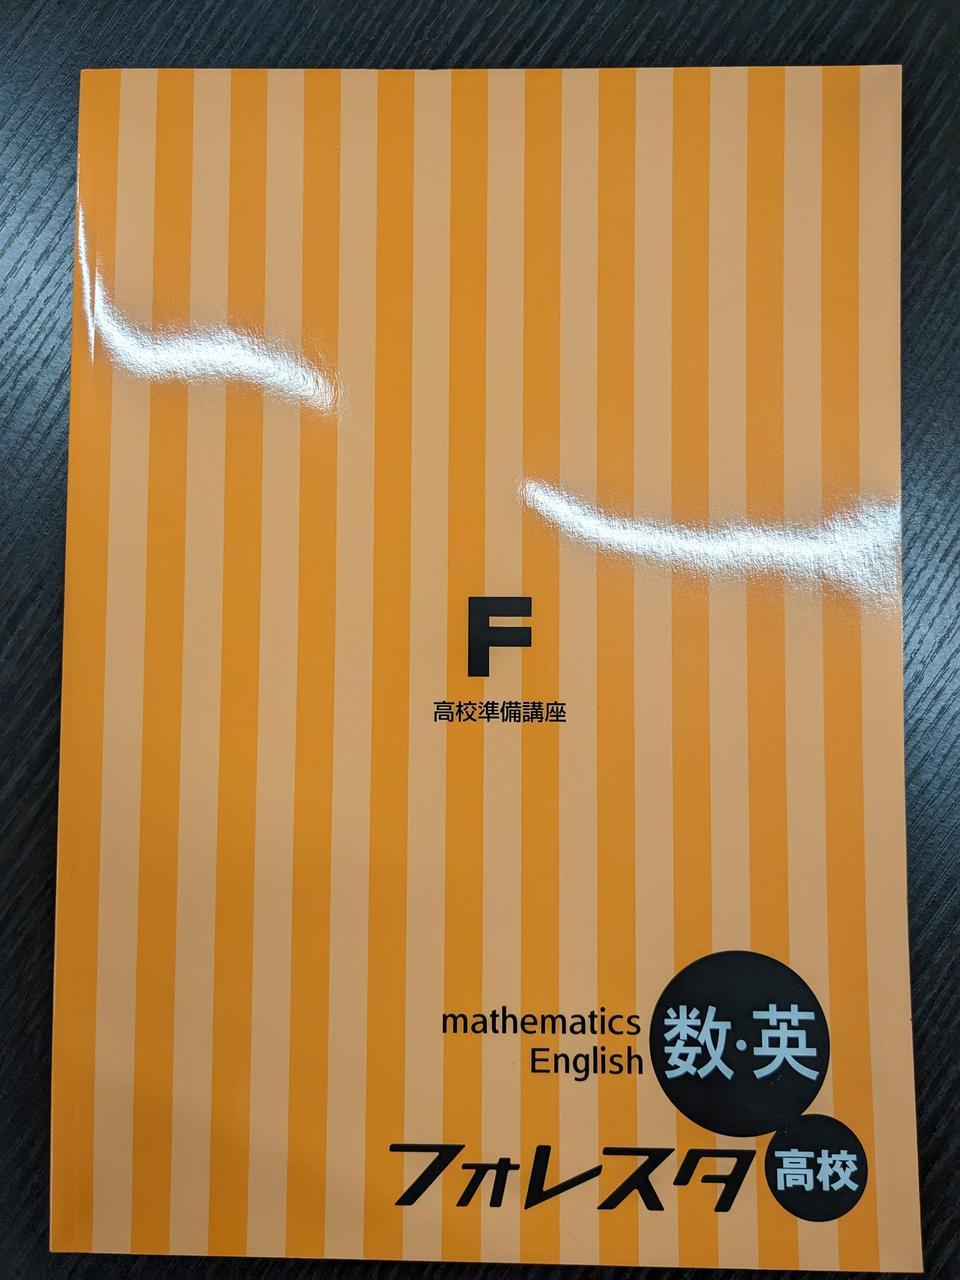 F
高校準備講座
mathematics
English
数・英
フォレスタ
高校